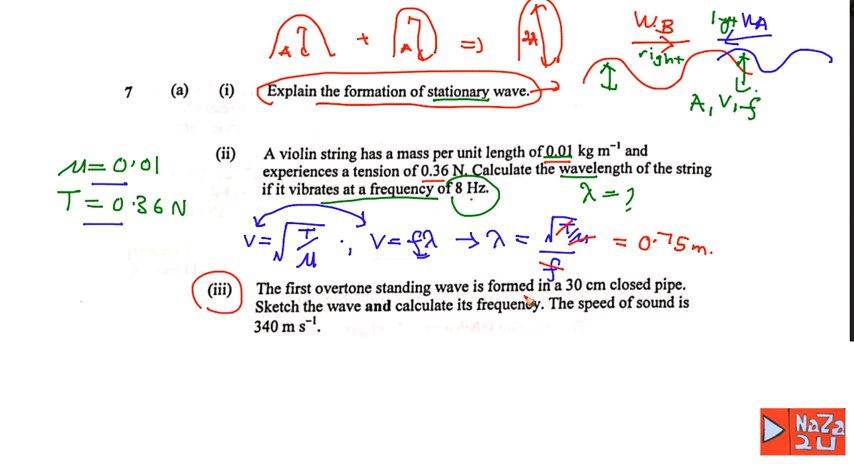 A + A => 2A
W.B right
W.A
A, V, f
7 (a) (i) Explain the formation of stationary wave.
(ii) A violin string has a mass per unit length of 0.01 kg m⁻¹ and
experiences a tension of 0.36 N. Calculate the wavelength of the string
if it vibrates at a frequency of 8 Hz.
μ = 0.01
T = 0.36 N
λ = ?
v = √T/μ ; v = fλ → λ = √T/μ / f = 0.75 m.
(iii) The first overtone standing wave is formed in a 30 cm closed pipe.
Sketch the wave and calculate its frequency. The speed of sound is
340 m s⁻¹.
NaZa
2U